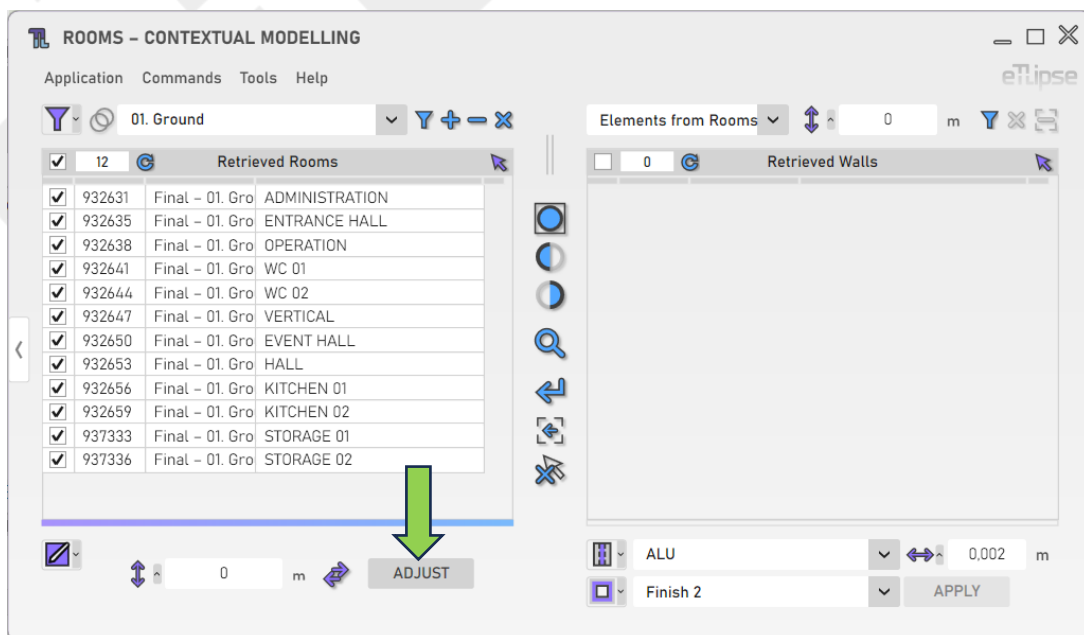 ROOMS – CONTEXTUAL MODELLING
Application Commands Tools Help
eTLipse
01. Ground
Elements from Rooms
0 m
12 Retrieved Rooms
0 Retrieved Walls
932631 Final – 01. Gro ADMINISTRATION
932635 Final – 01. Gro ENTRANCE HALL
932638 Final – 01. Gro OPERATION
932641 Final – 01. Gro WC 01
932644 Final – 01. Gro WC 02
932647 Final – 01. Gro VERTICAL
932650 Final – 01. Gro EVENT HALL
932653 Final – 01. Gro HALL
932656 Final – 01. Gro KITCHEN 01
932659 Final – 01. Gro KITCHEN 02
937333 Final – 01. Gro STORAGE 01
937336 Final – 01. Gro STORAGE 02
0 m ADJUST
ALU 0,002 m
Finish 2 APPLY